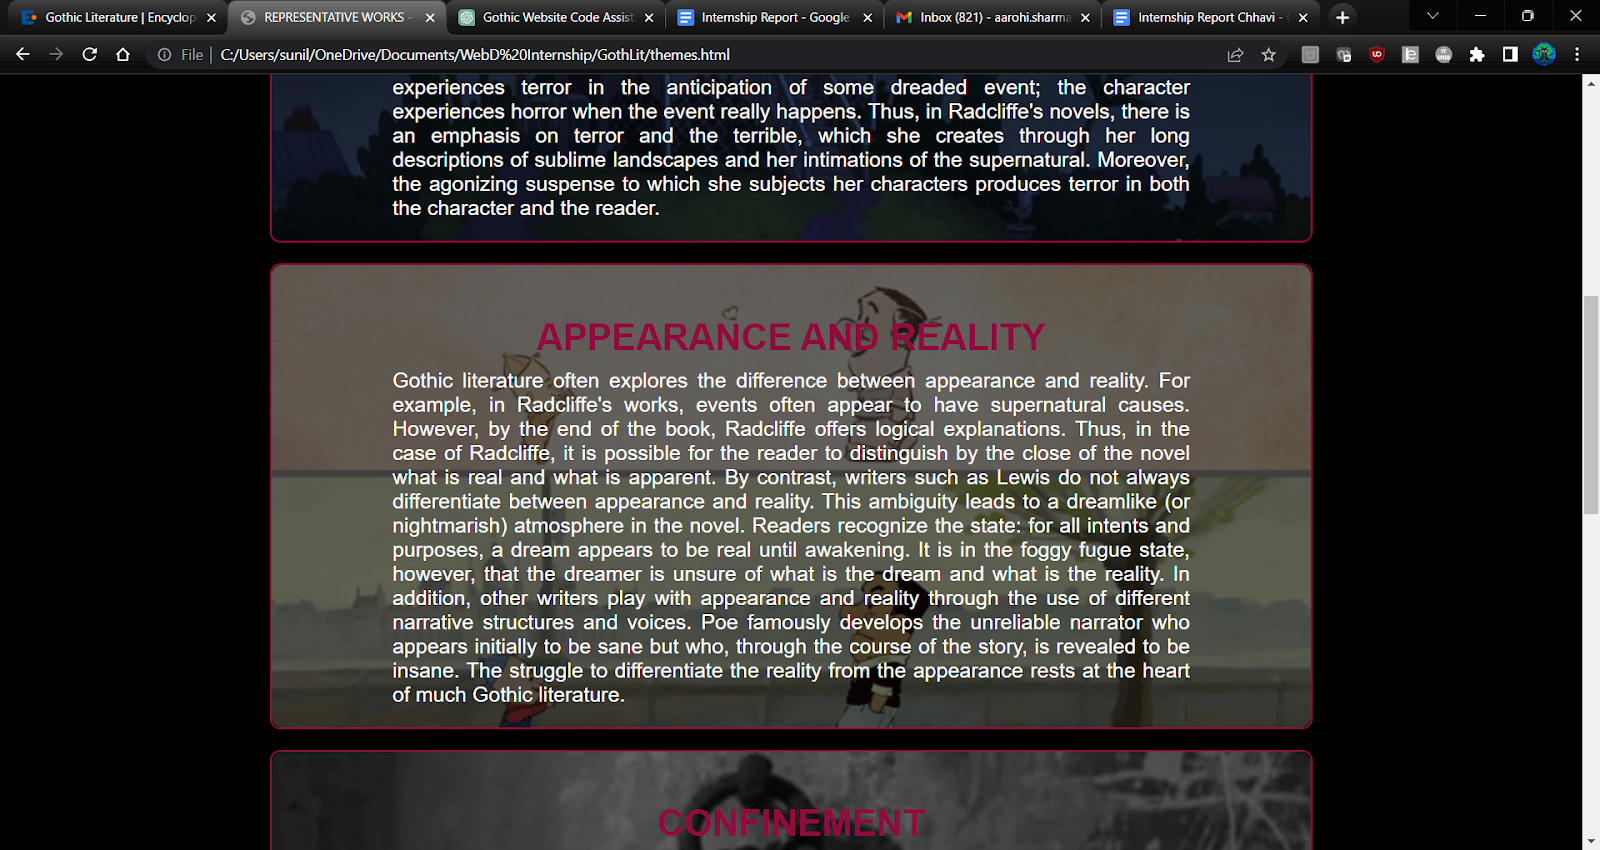 Gothic Literature | Encyclop
REPRESENTATIVE WORKS -
Gothic Website Code Assist
Internship Report - Google
Inbox (821) - aarohi.sharma
Internship Report Chhavi -
File
C:/Users/sunil/OneDrive/Documents/WebD%20Internship/GothLit/themes.html
experiences terror in the anticipation of some dreaded event; the character
experiences horror when the event really happens. Thus, in Radcliffe's novels, there is
an emphasis on terror and the terrible, which she creates through her long
descriptions of sublime landscapes and her intimations of the supernatural. Moreover,
the agonizing suspense to which she subjects her characters produces terror in both
the character and the reader.
APPEARANCE AND REALITY
Gothic literature often explores the difference between appearance and reality. For
example, in Radcliffe's works, events often appear to have supernatural causes.
However, by the end of the book, Radcliffe offers logical explanations. Thus, in the
case of Radcliffe, it is possible for the reader to distinguish by the close of the novel
what is real and what is apparent. By contrast, writers such as Lewis do not always
differentiate between appearance and reality. This ambiguity leads to a dreamlike (or
nightmarish) atmosphere in the novel. Readers recognize the state: for all intents and
purposes, a dream appears to be real until awakening. It is in the foggy fugue state,
however, that the dreamer is unsure of what is the dream and what is the reality. In
addition, other writers play with appearance and reality through the use of different
narrative structures and voices. Poe famously develops the unreliable narrator who
appears initially to be sane but who, through the course of the story, is revealed to be
insane. The struggle to differentiate the reality from the appearance rests at the heart
of much Gothic literature.
CONFINEMENT